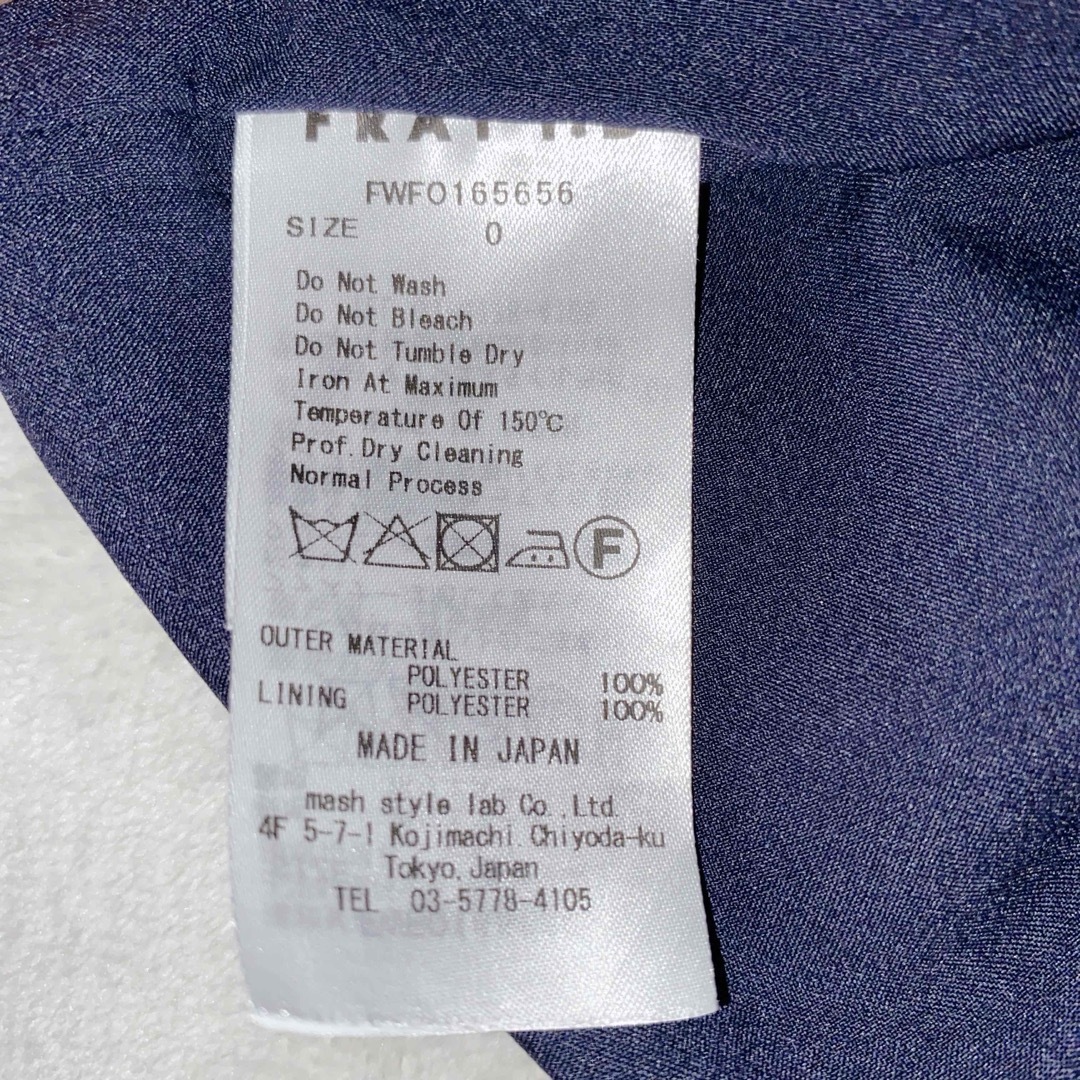 FRAY I.D
FWFO165656
SIZE 0
Do Not Wash
Do Not Bleach
Do Not Tumble Dry
Iron At Maximum
Temperature Of 150℃
Prof.Dry Cleaning
Normal Process
F
OUTER MATERIAL
POLYESTER 100%
LINING POLYESTER 100%
MADE IN JAPAN
mash style lab Co.,Ltd.
4F 5-7-1 Kojimachi,Chiyoda-ku
Tokyo,Japan
TEL 03-5778-4105